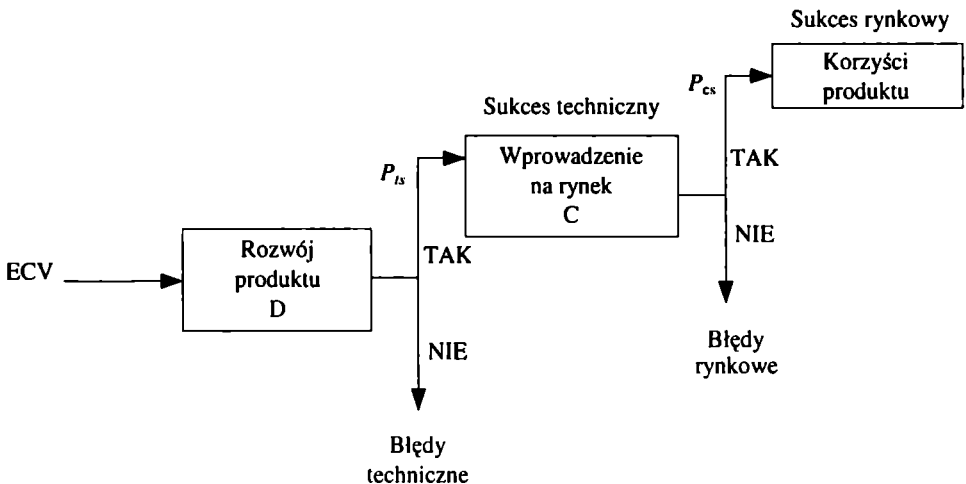 Sukces rynkowy
Korzyści
produktu
P_cs
Sukces techniczny
TAK
Wprowadzenie
na rynek
C
P_ts
NIE
Rozwój
produktu
D
TAK
ECV
NIE
Błędy
rynkowe
Błędy
techniczne